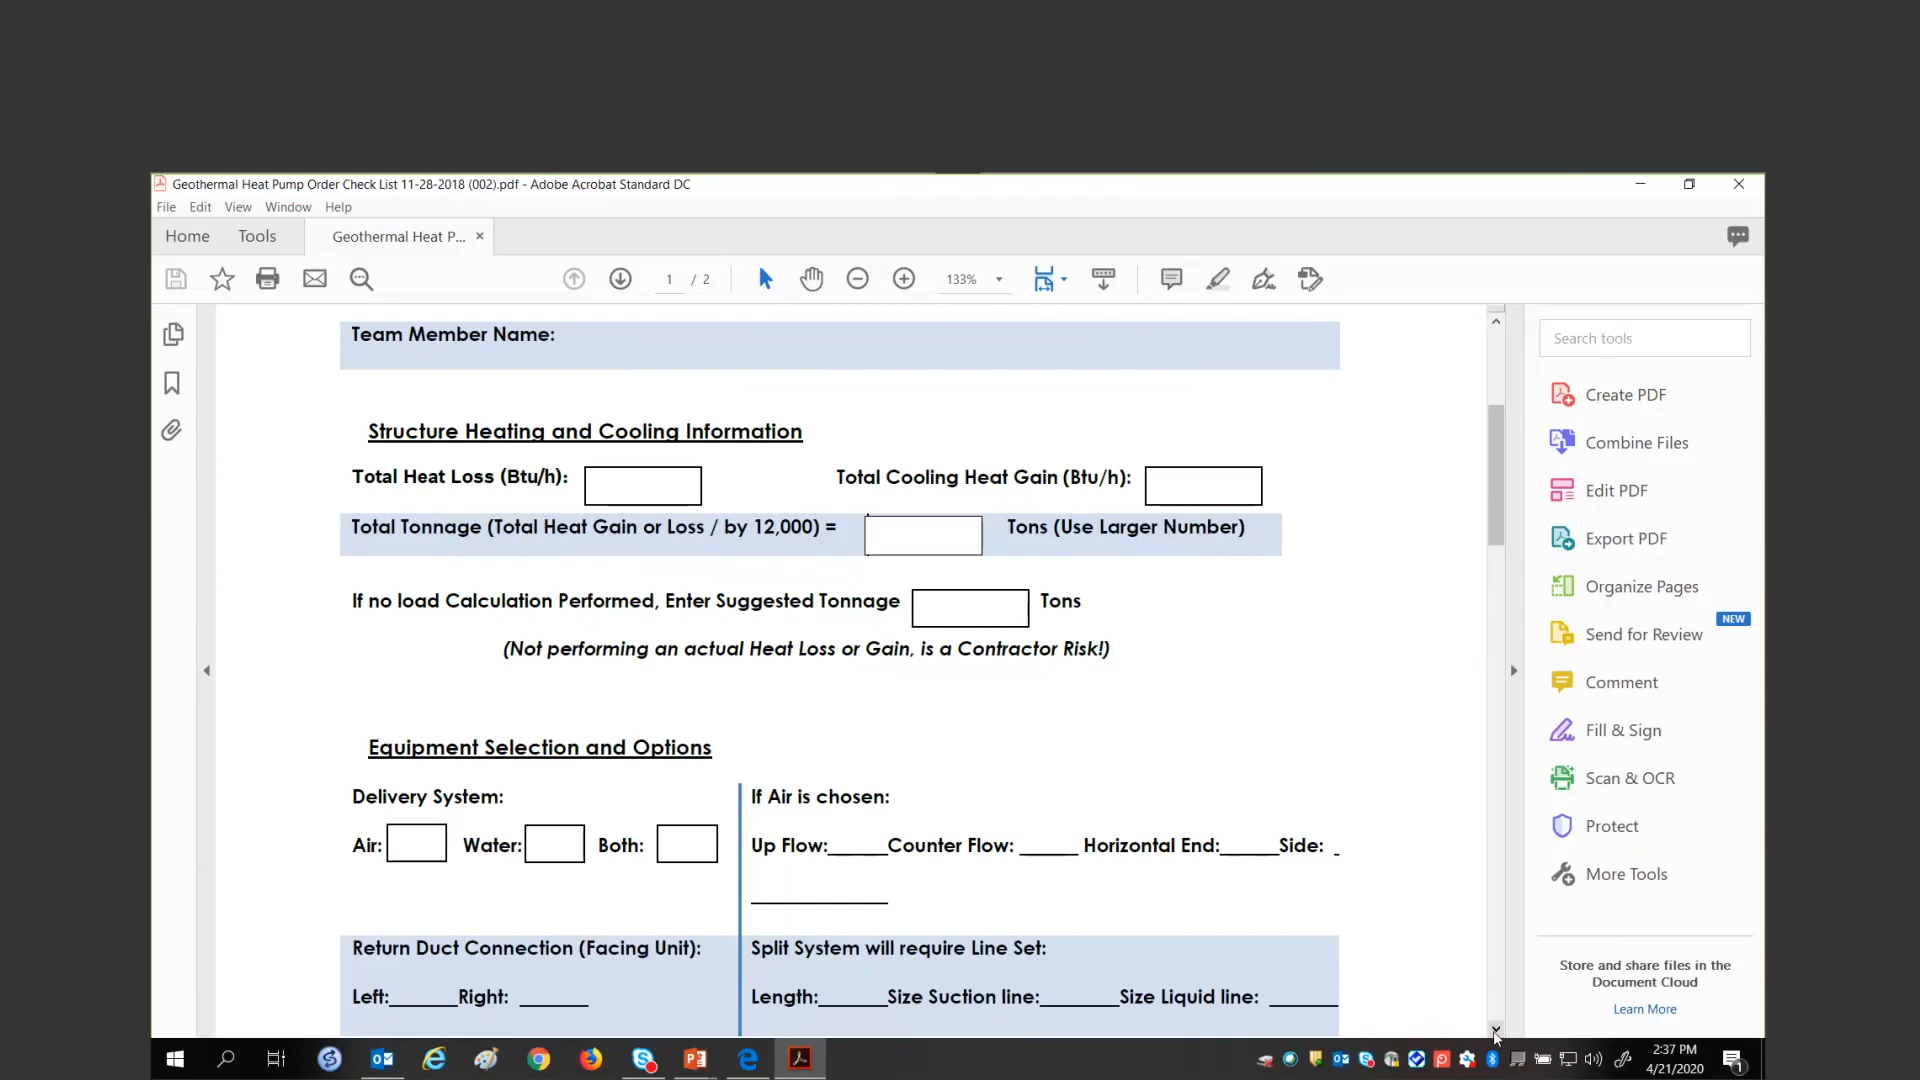 Geothermal Heat Pump Order Check List 11-28-2018 (002).pdf - Adobe Acrobat Standard DC
File Edit View Window Help
Home Tools Geothermal Heat P... ×
1 / 2 133%
Search tools
Create PDF
Combine Files
Edit PDF
Export PDF
Organize Pages
NEW
Send for Review
Comment
Fill & Sign
Scan & OCR
Protect
More Tools
Store and share files in the
Document Cloud
Learn More
Team Member Name:
Structure Heating and Cooling Information
Total Heat Loss (Btu/h): Total Cooling Heat Gain (Btu/h):
Total Tonnage (Total Heat Gain or Loss / by 12,000) = Tons (Use Larger Number)
If no load Calculation Performed, Enter Suggested Tonnage Tons
(Not performing an actual Heat Loss or Gain, is a Contractor Risk!)
Equipment Selection and Options
Delivery System: If Air is chosen:
Air: Water: Both: Up Flow:______Counter Flow: ______ Horizontal End:______Side: _
______________
Return Duct Connection (Facing Unit): Split System will require Line Set:
Left:_______Right: _______ Length:_______Size Suction line:________Size Liquid line: _______
2:37 PM
4/21/2020
1